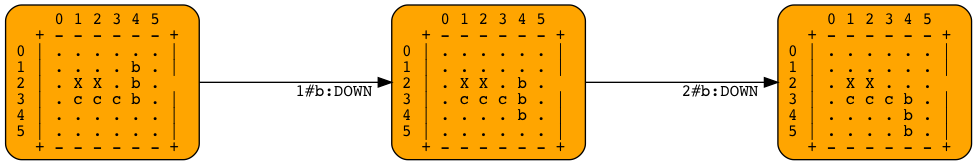 0 1 2 3 4 5
+ - - - - - - +
0 | . . . . . . |
1 | . . . . b . |
2 | . X X . b .
3 | . c c c b . |
4 | . . . . . . |
5 | . . . . . . |
+ - - - - - - +
1#b:DOWN
0 1 2 3 4 5
+ - - - - - - +
0 | . . . . . . |
1 | . . . . . . |
2 | . X X . b .
3 | . c c c b . |
4 | . . . . b . |
5 | . . . . . . |
+ - - - - - - +
2#b:DOWN
0 1 2 3 4 5
+ - - - - - - +
0 | . . . . . . |
1 | . . . . . . |
2 | . X X . . .
3 | . c c c b . |
4 | . . . . b . |
5 | . . . . b . |
+ - - - - - - +